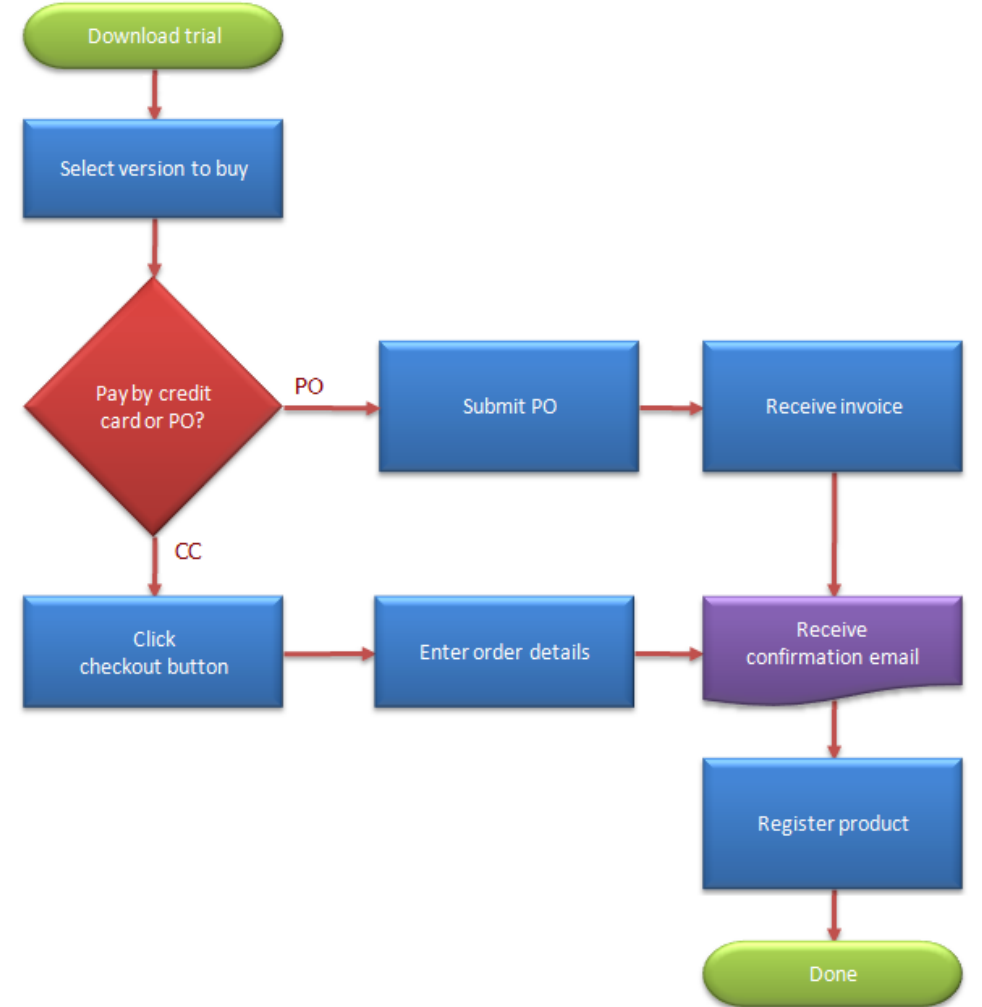 Download trial
Select version to buy
Pay by credit
card or PO?
PO
Submit PO
Receive invoice
CC
Click
checkout button
Enter order details
Receive
confirmation email
Register product
Done